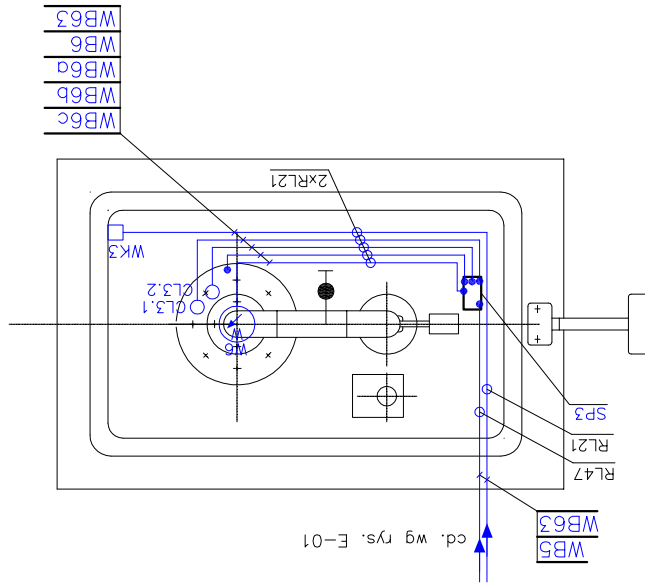 WB5
WB63
cd. wg rys. E-01
RL47
RL21
SP3
W6
CL3.1
CL3.2
WK3
2xRL21
WB6c
WB6b
WB6a
WB6
WB63